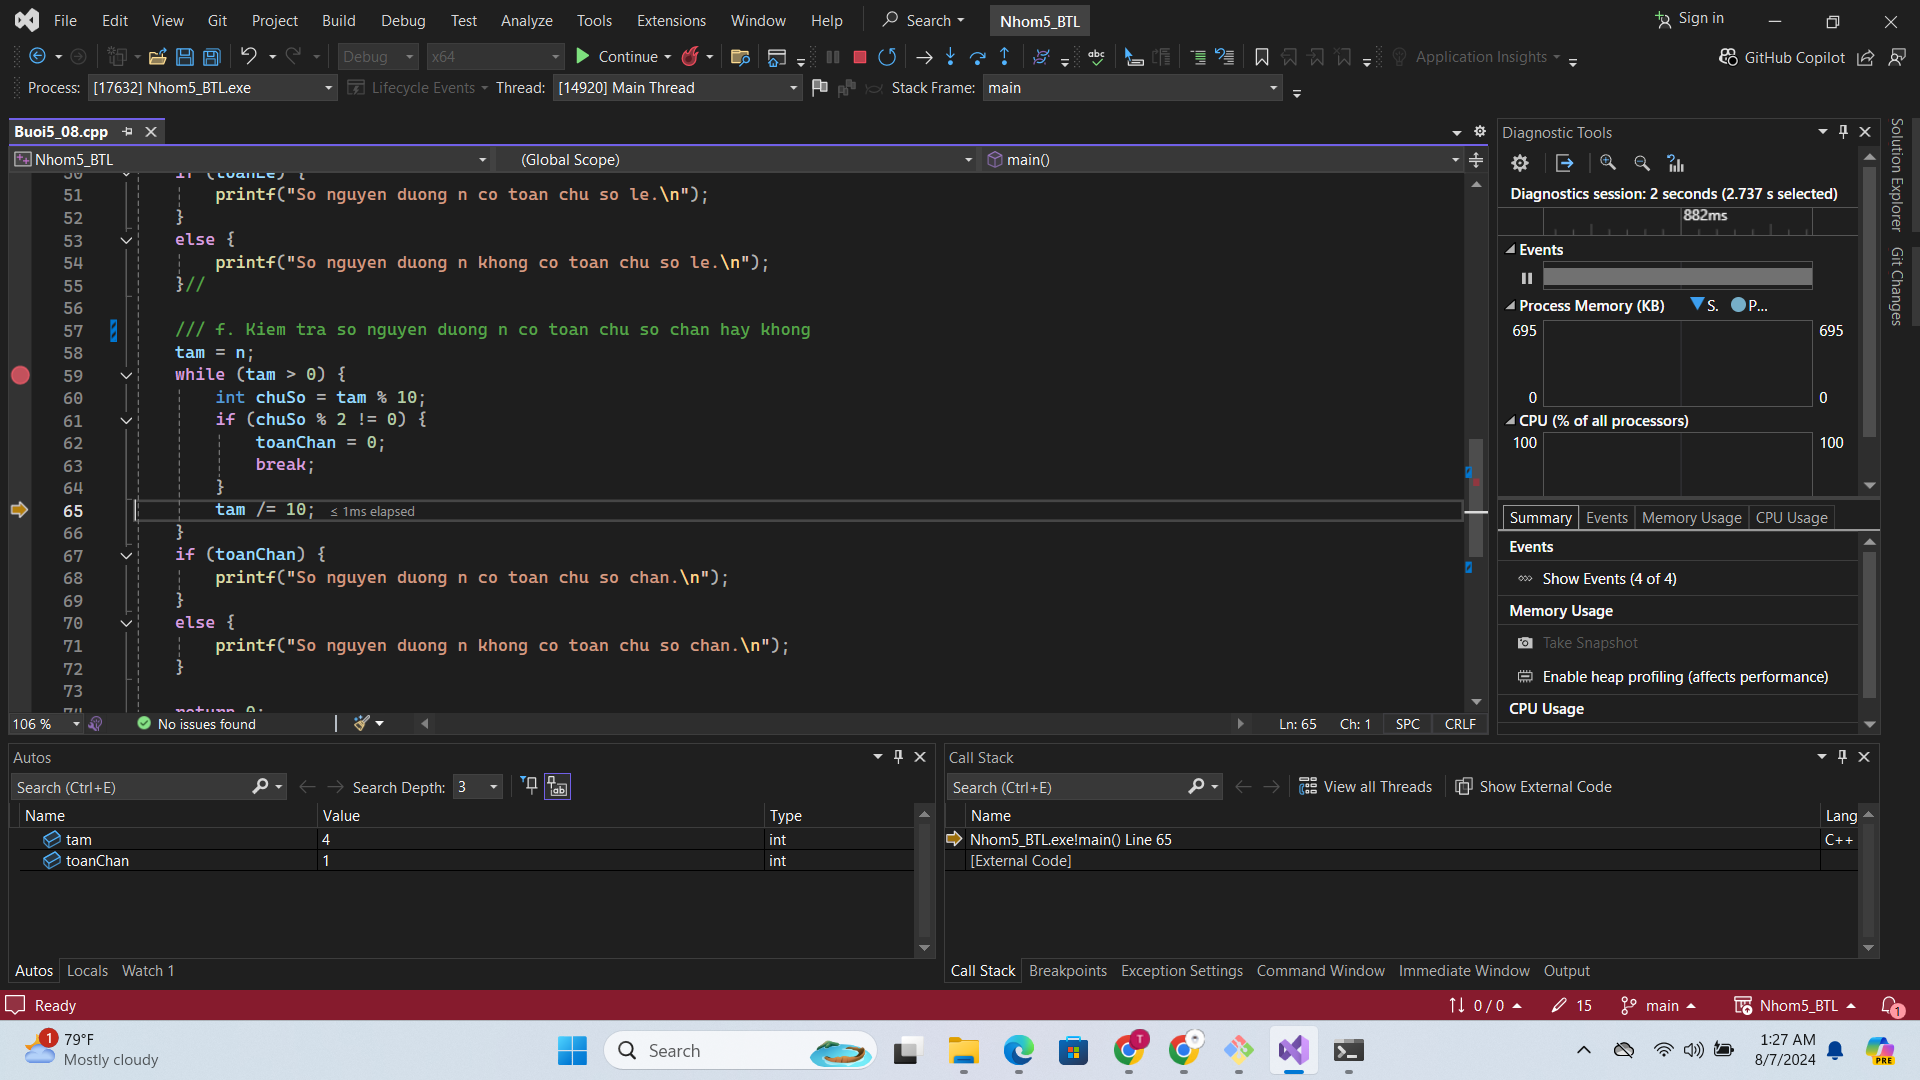 File Edit View Git Project Build Debug Test Analyze Tools Extensions Window Help Search Nhom5_BTL Sign in
Debug x64 Continue Application Insights GitHub Copilot
Process: [17632] Nhom5_BTL.exe Lifecycle Events Thread: [14920] Main Thread Stack Frame: main
Buoi5_08.cpp
Nhom5_BTL (Global Scope) main()
50 if (toanLe) {
51 printf("So nguyen duong n co toan chu so le.\n");
52 }
53 else {
54 printf("So nguyen duong n khong co toan chu so le.\n");
55 }//
56
57 /// f. Kiem tra so nguyen duong n co toan chu so chan hay khong
58 tam = n;
59 while (tam > 0) {
60 int chuSo = tam % 10;
61 if (chuSo % 2 != 0) {
62 toanChan = 0;
63 break;
64 }
65 tam /= 10; ≤ 1ms elapsed
66 }
67 if (toanChan) {
68 printf("So nguyen duong n co toan chu so chan.\n");
69 }
70 else {
71 printf("So nguyen duong n khong co toan chu so chan.\n");
72 }
73
74 return 0;
106 % No issues found Ln: 65 Ch: 1 SPC CRLF
Diagnostic Tools
Diagnostics session: 2 seconds (2.737 s selected)
882ms
Events
Process Memory (KB) S. P...
695 695
0 0
CPU (% of all processors)
100 100
Summary Events Memory Usage CPU Usage
Events
Show Events (4 of 4)
Memory Usage
Take Snapshot
Enable heap profiling (affects performance)
CPU Usage
Solution Explorer
Git Changes
Autos
Search (Ctrl+E) Search Depth: 3
Name Value Type
tam 4 int
toanChan 1 int
Autos Locals Watch 1
Call Stack
Search (Ctrl+E) View all Threads Show External Code
Name Lang
Nhom5_BTL.exe!main() Line 65 C++
[External Code]
Call Stack Breakpoints Exception Settings Command Window Immediate Window Output
Ready 0 / 0 15 main Nhom5_BTL 1
1 79°F
Mostly cloudy
Search
T
PRE
1:27 AM
8/7/2024